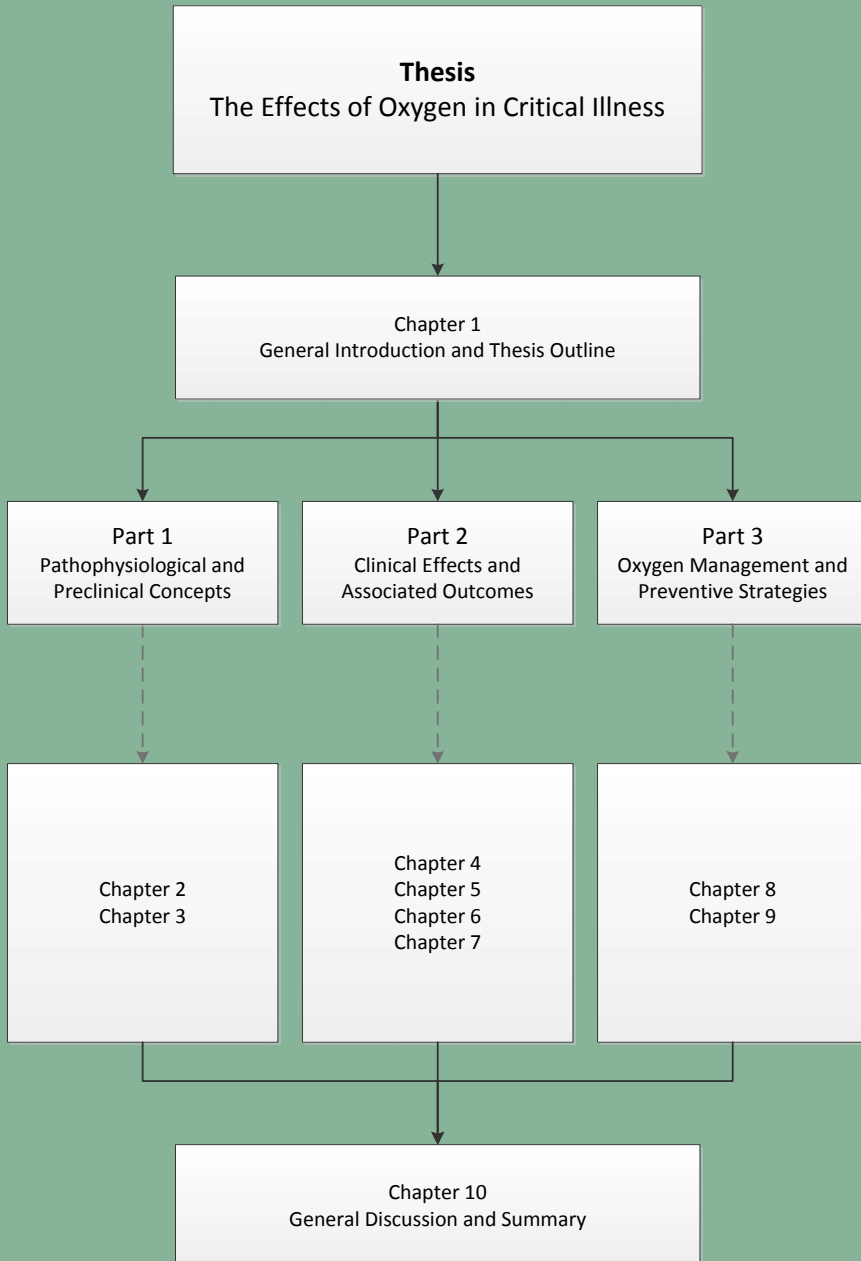 Thesis
The Effects of Oxygen in Critical Illness
Chapter 1
General Introduction and Thesis Outline
Part 1
Pathophysiological and
Preclinical Concepts
Part 2
Clinical Effects and
Associated Outcomes
Part 3
Oxygen Management and
Preventive Strategies
Chapter 2
Chapter 3
Chapter 4
Chapter 5
Chapter 6
Chapter 7
Chapter 8
Chapter 9
Chapter 10
General Discussion and Summary